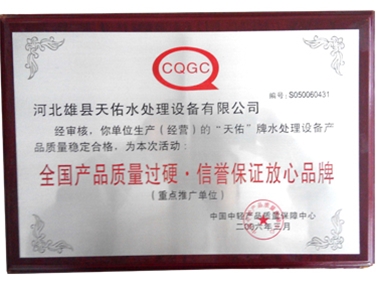 CQGC
编号：S050060431
河北雄县天佑水处理设备有限公司
经审核，你单位生产（经营）的“天佑”牌水处理设备产
品质量稳定合格，为本次活动：
全国产品质量过硬·信誉保证放心品牌
（重点推广单位）
中国中轻产品质量保障中心
二〇〇六年三月